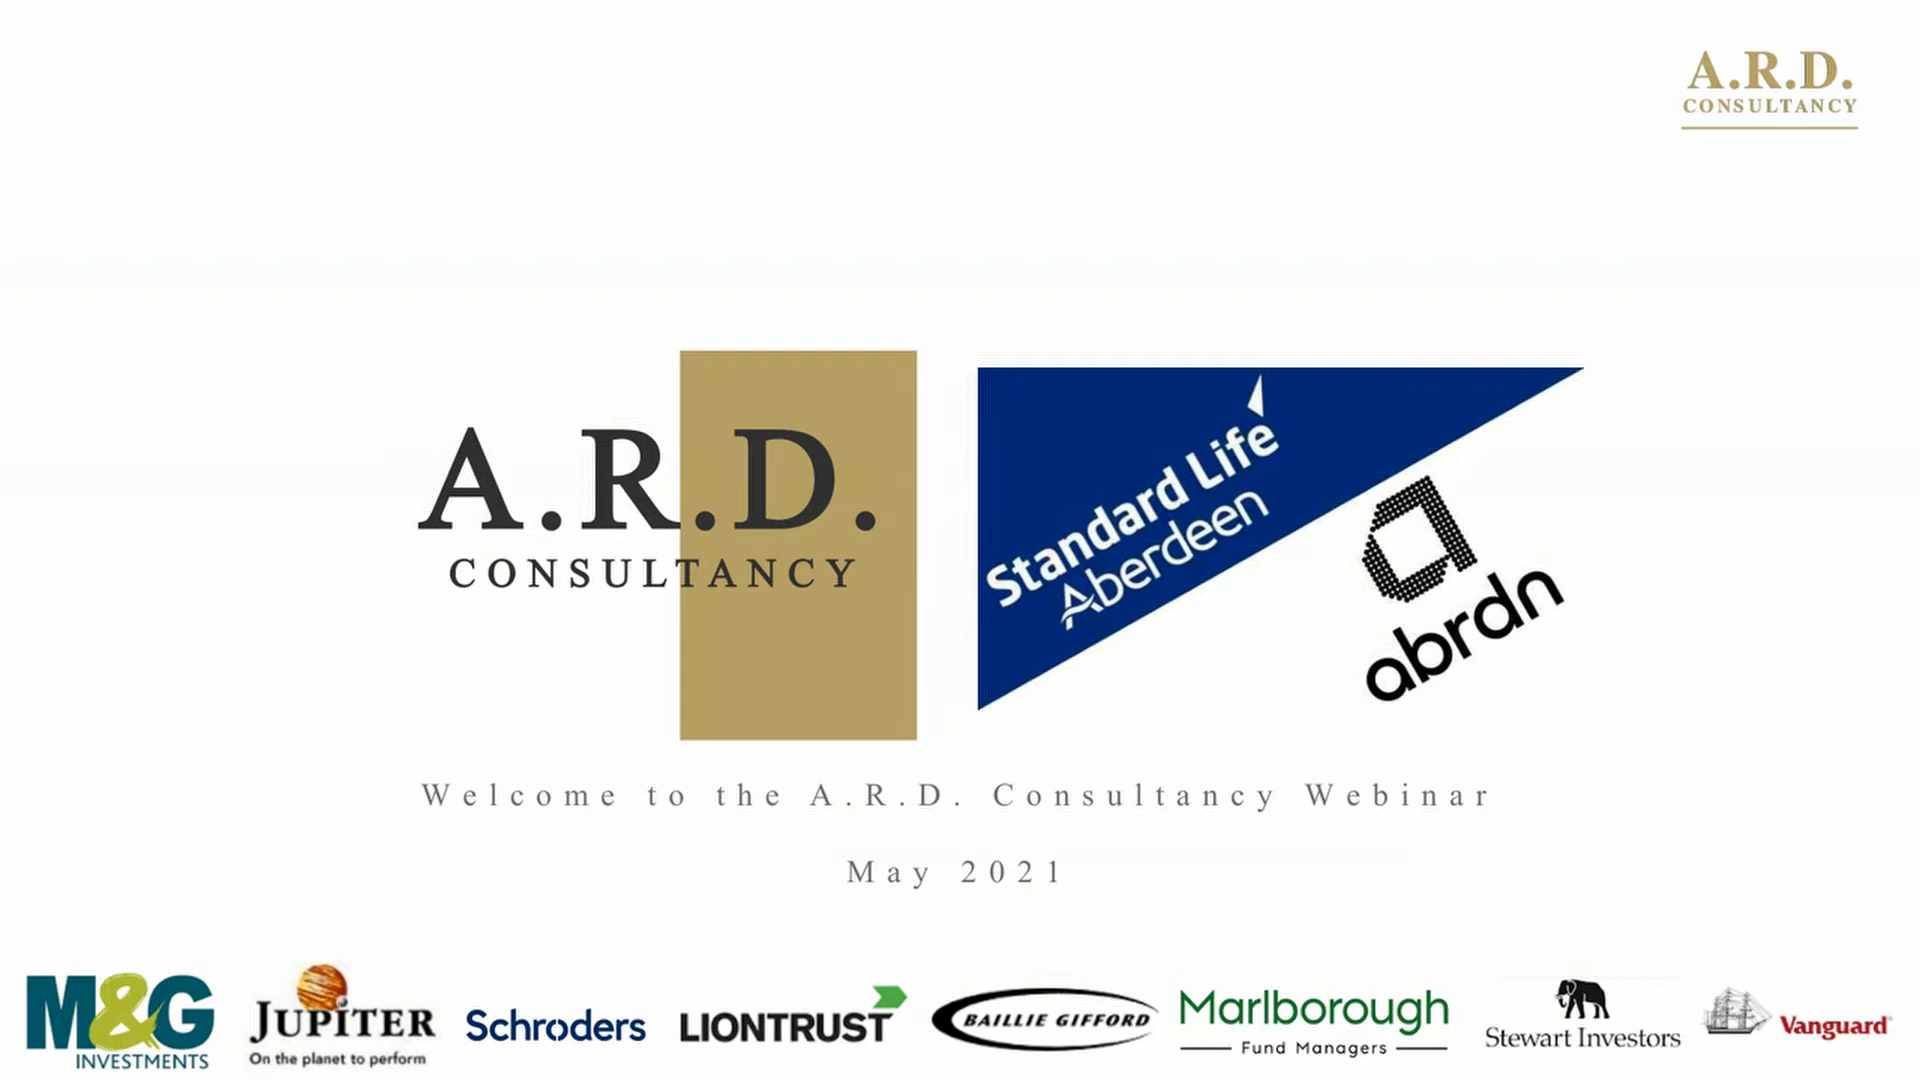 A.R.D.
CONSULTANCY
A.R.D.
CONSULTANCY
Standard Life
Aberdeen
abrdn
Welcome to the A.R.D. Consultancy Webinar
May 2021
M&G
INVESTMENTS
JUPITER
On the planet to perform
Schroders
LIONTRUST
BAILLIE GIFFORD
Marlborough
Fund Managers
Stewart Investors
Vanguard®